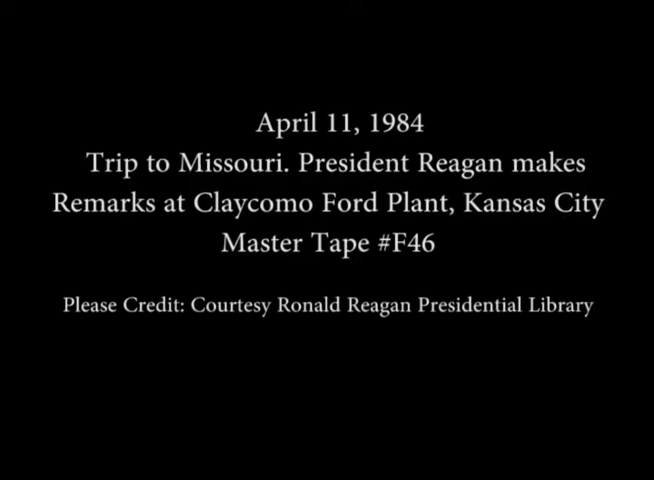 April 11, 1984
Trip to Missouri. President Reagan makes
Remarks at Claycomo Ford Plant, Kansas City
Master Tape #F46
Please Credit: Courtesy Ronald Reagan Presidential Library